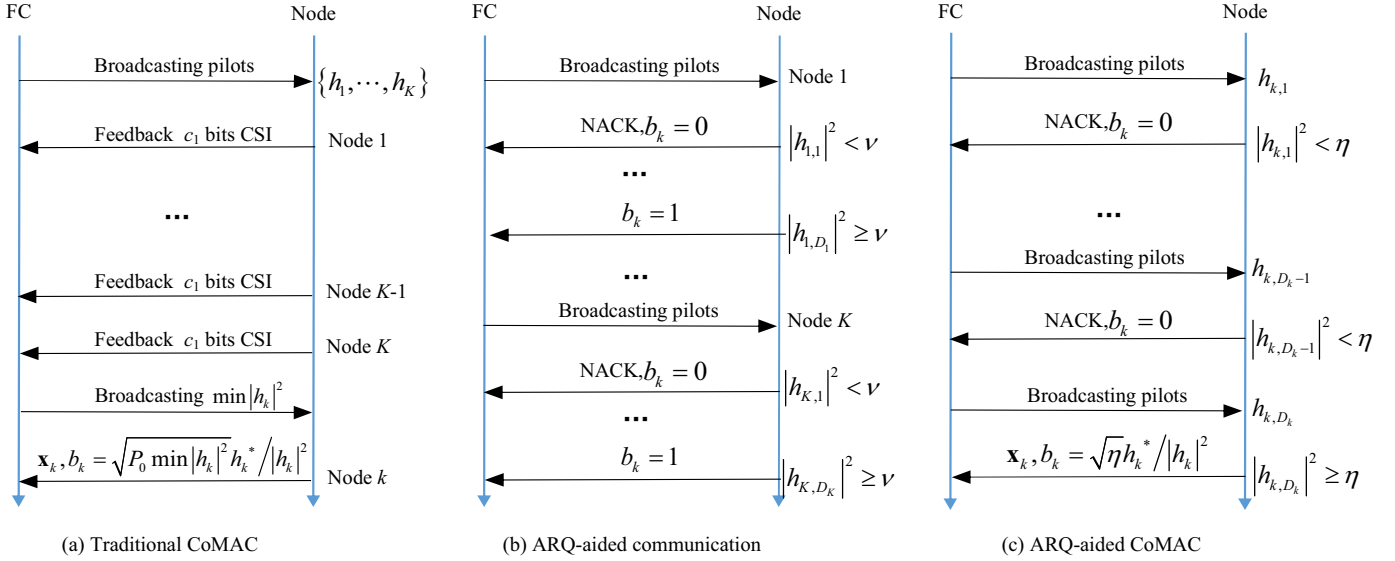 FC
Node
Broadcasting pilots
{h_1, ⋯, h_K}
Feedback c_1 bits CSI
Node 1
...
Feedback c_1 bits CSI
Node K-1
Feedback c_1 bits CSI
Node K
Broadcasting min|h_k|^2
x_k, b_k = √(P_0 min|h_k|^2) h_k^*/|h_k|^2
Node k
(a) Traditional CoMAC
FC
Node
Broadcasting pilots
Node 1
NACK, b_k = 0
|h_{1,1}|^2 < ν
...
b_k = 1
|h_{1,D_1}|^2 ≥ ν
...
Broadcasting pilots
Node K
NACK, b_k = 0
|h_{K,1}|^2 < ν
...
b_k = 1
|h_{K,D_K}|^2 ≥ ν
(b) ARQ-aided communication
FC
Node
Broadcasting pilots
h_{k,1}
NACK, b_k = 0
|h_{k,1}|^2 < η
...
Broadcasting pilots
h_{k,D_k−1}
NACK, b_k = 0
|h_{k,D_k−1}|^2 < η
Broadcasting pilots
h_{k,D_k}
x_k, b_k = √η h_k^*/|h_k|^2
|h_{k,D_k}|^2 ≥ η
(c) ARQ-aided CoMAC